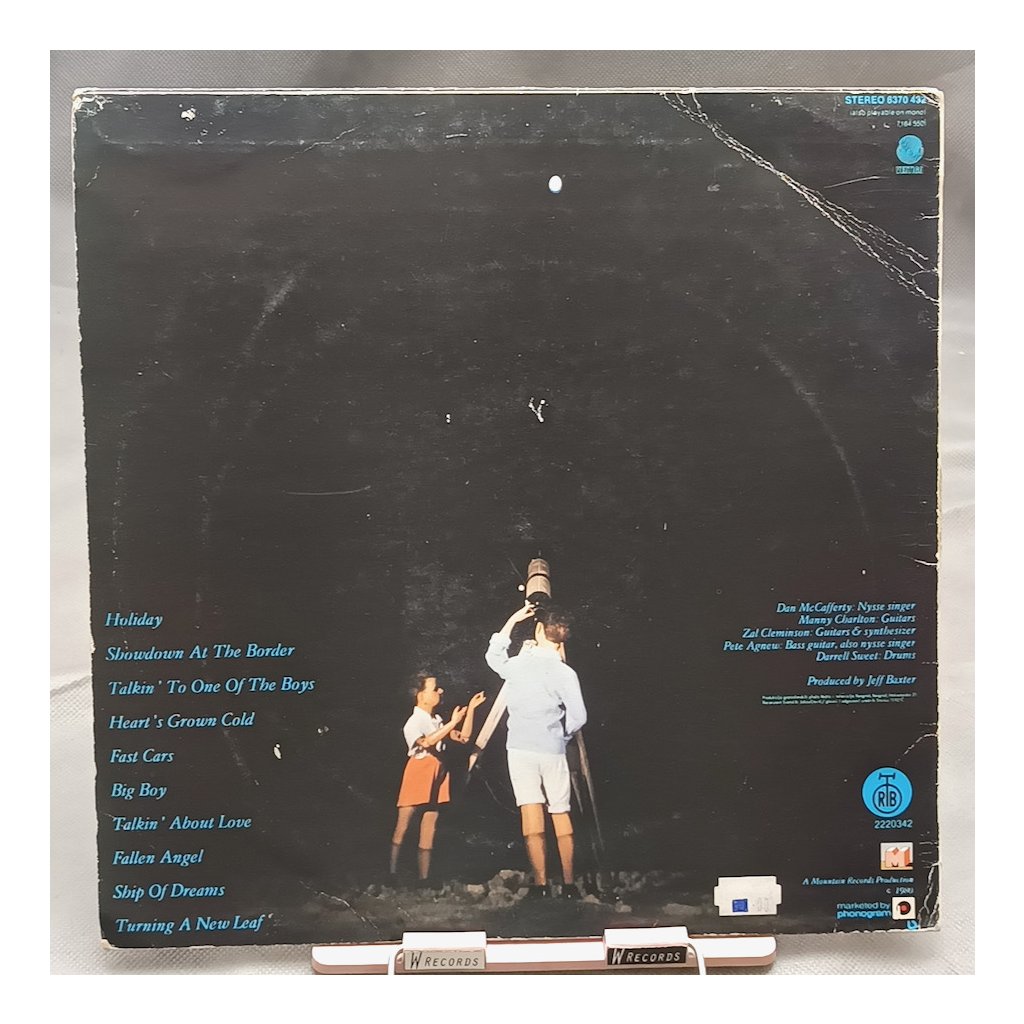 STEREO 6370 432
(also playable on mono)
Holiday
Showdown At The Border
Talkin' To One Of The Boys
Heart's Grown Cold
Fast Cars
Big Boy
Talkin' About Love
Fallen Angel
Ship Of Dreams
Turning A New Leaf
Dan McCafferty: Nysse singer
Manny Charlton: Guitars
Zal Cleminson: Guitars & synthesizer
Pete Agnew: Bass guitar, also nysse singer
Darrell Sweet: Drums
Produced by Jeff Baxter
RTB
2220342
M
A Mountain Records Production
c 1980
marketed by
phonogram
W RECORDS
W RECORDS